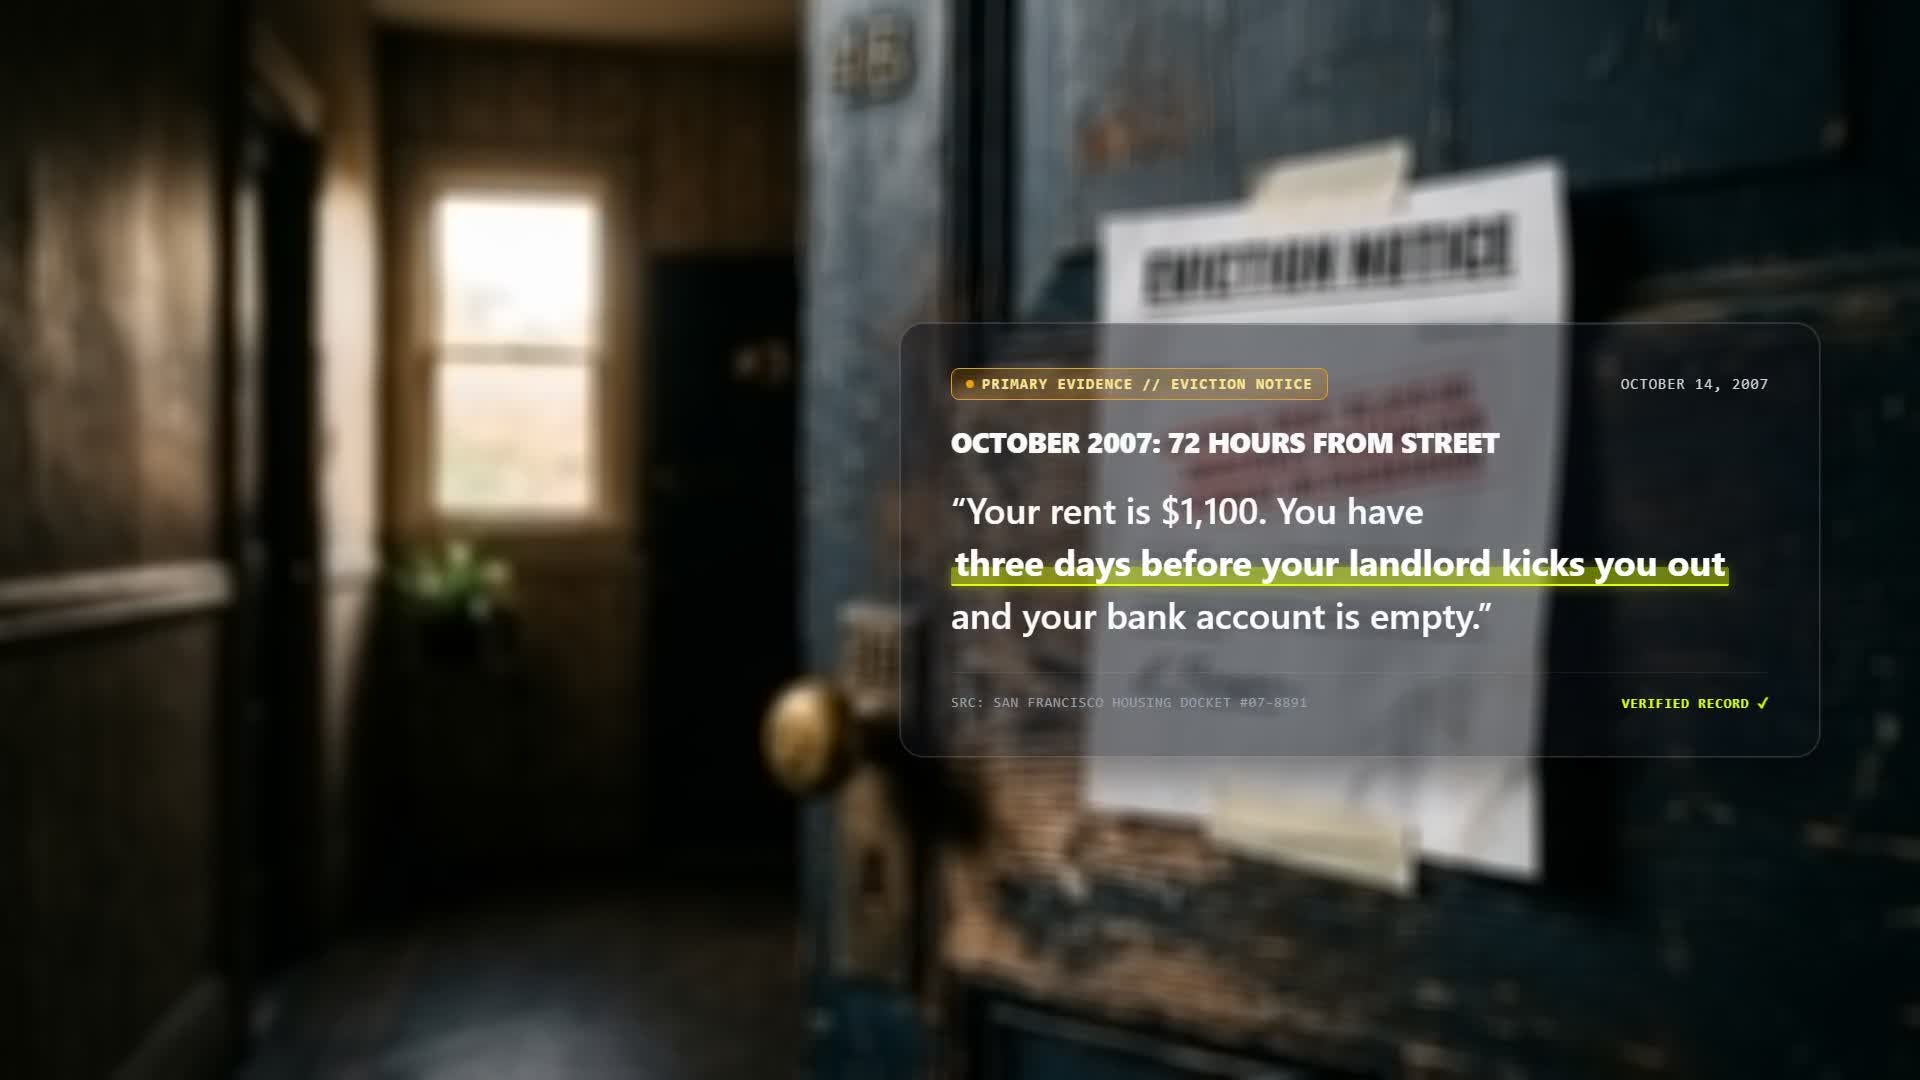 EVICTION NOTICE
PRIMARY EVIDENCE // EVICTION NOTICE
OCTOBER 14, 2007
OCTOBER 2007: 72 HOURS FROM STREET
“Your rent is $1,100. You have
three days before your landlord kicks you out
and your bank account is empty.”
SRC: SAN FRANCISCO HOUSING DOCKET #07-8891
VERIFIED RECORD ✓